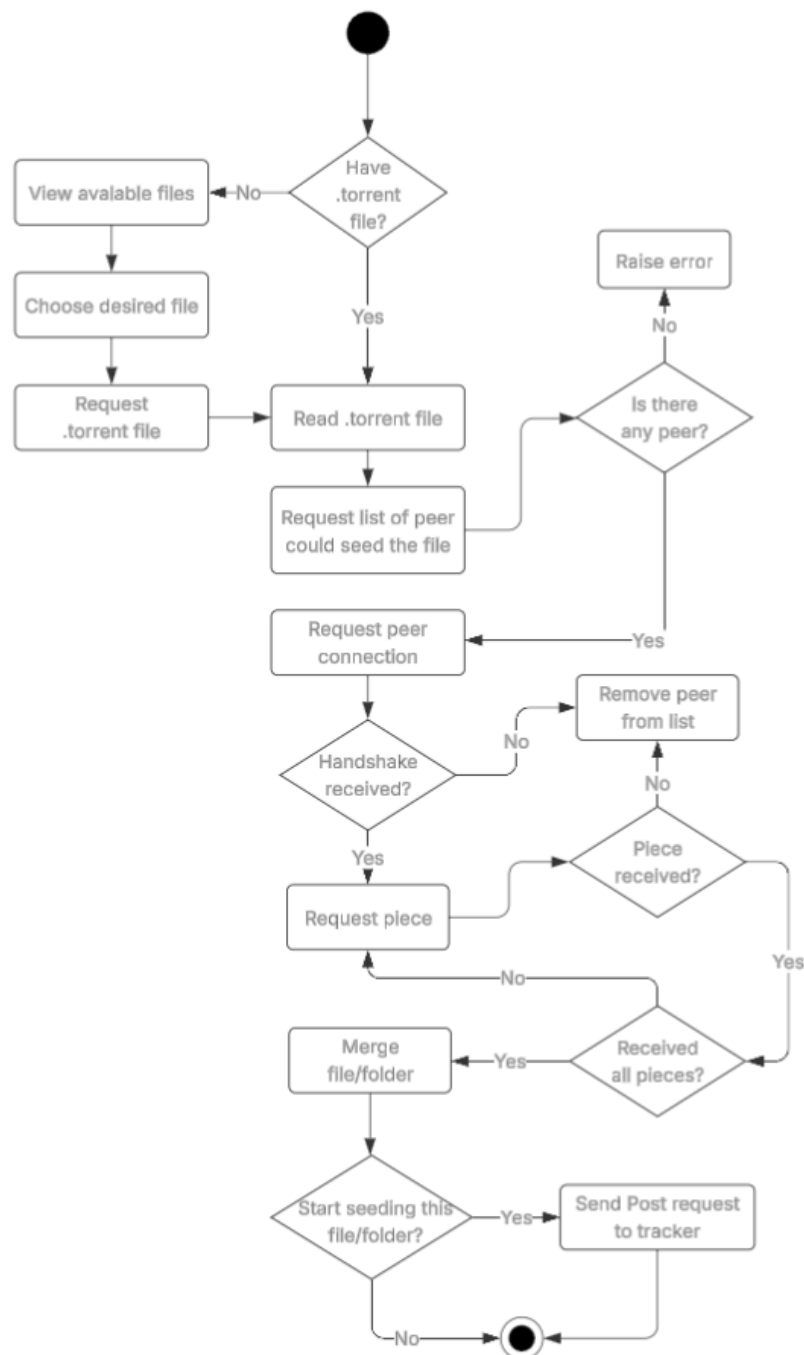 Have
.torrent
file?
No
View avalable files
Choose desired file
Request
.torrent file
Yes
Read .torrent file
Request list of peer
could seed the file
Raise error
No
Is there
any peer?
Yes
Request peer
connection
Remove peer
from list
No
Handshake
received?
No
Piece
received?
Yes
Request piece
Yes
No
Received
all pieces?
Yes
Merge
file/folder
Start seeding this
file/folder?
Yes
Send Post request
to tracker
No